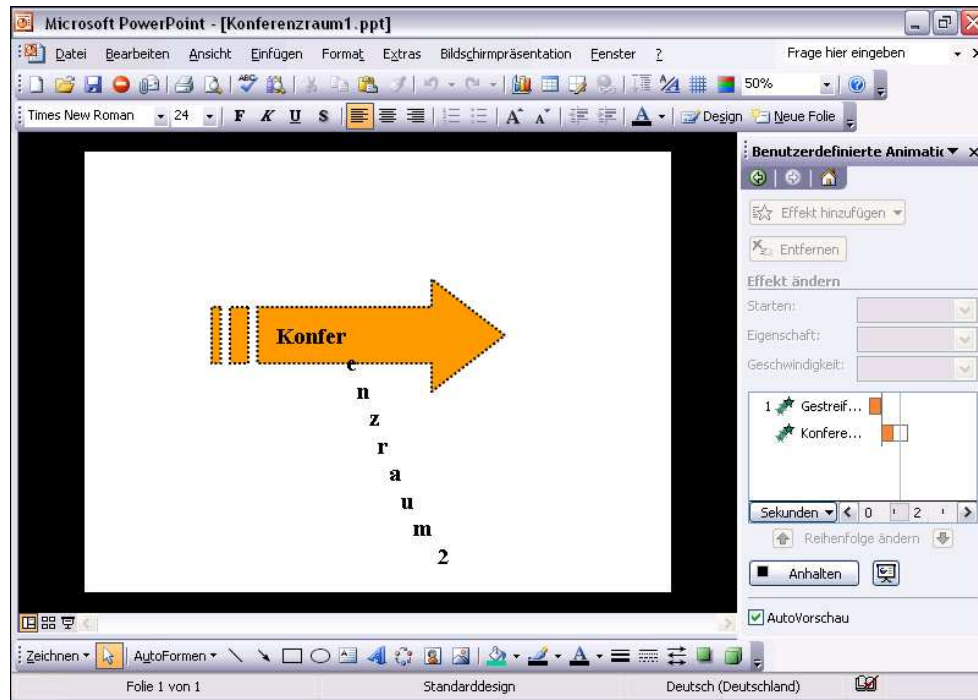 Microsoft PowerPoint - [Konferenzraum1.ppt]
Datei Bearbeiten Ansicht Einfügen Format Extras Bildschirmpräsentation Fenster ? Frage hier eingeben
50%
Times New Roman 24 F K U S Design Neue Folie
Benutzerdefinierte Animatic
Effekt hinzufügen
Entfernen
Effekt ändern
Starten:
Eigenschaft:
Geschwindigkeit:
1 Gestreif...
Konfere...
Sekunden 0 2
Reihenfolge ändern
Anhalten
AutoVorschau
Konfer
e
n
z
r
a
u
m
2
Zeichnen AutoFormen
Folie 1 von 1 Standarddesign Deutsch (Deutschland)